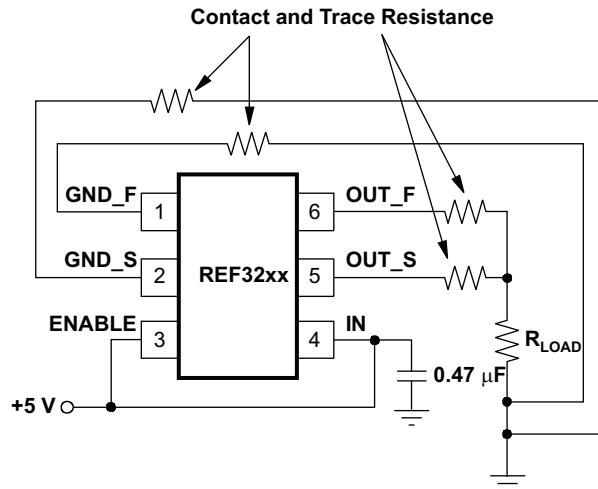 Contact and Trace Resistance
GND_F
1
6
OUT_F
GND_S
2
REF32xx
5
OUT_S
ENABLE
3
4
IN
R_LOAD
0.47 μF
+5 V